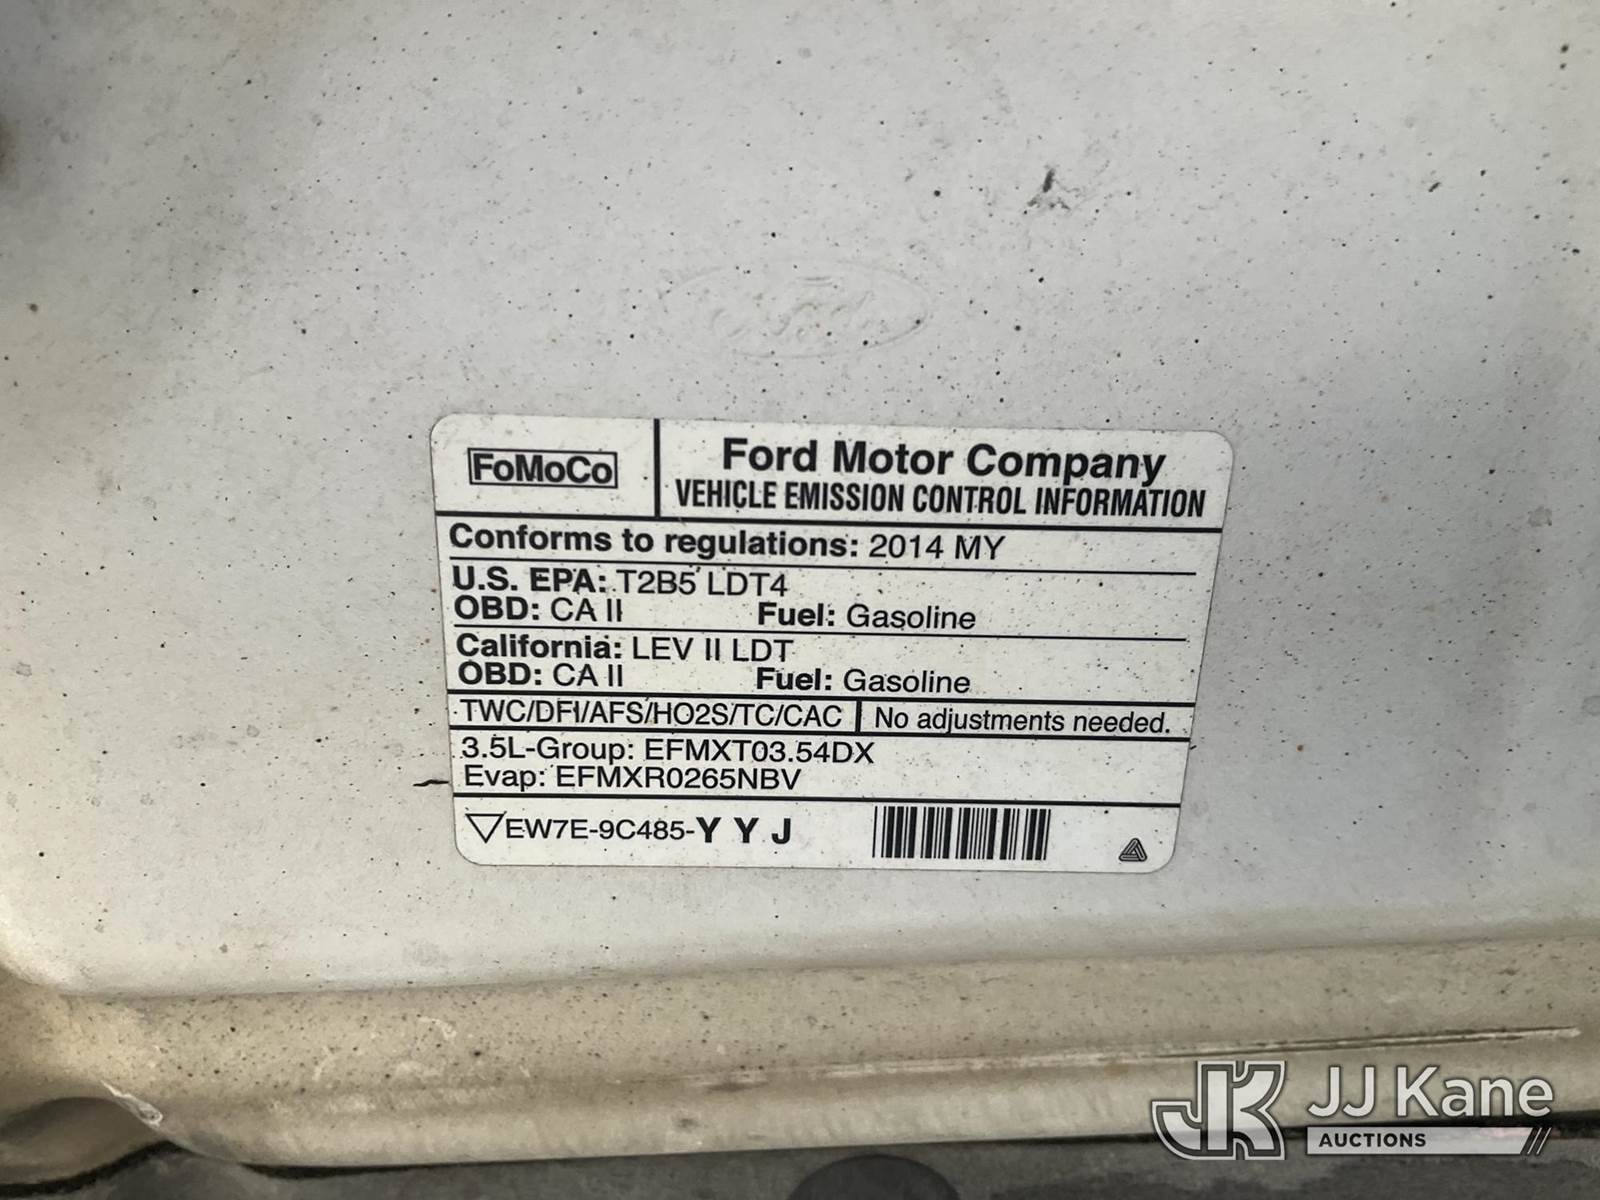 Ford
FoMoCo
Ford Motor Company
VEHICLE EMISSION CONTROL INFORMATION
Conforms to regulations: 2014 MY
U.S. EPA: T2B5 LDT4
OBD: CA II Fuel: Gasoline
California: LEV II LDT
OBD: CA II Fuel: Gasoline
TWC/DFI/AFS/HO2S/TC/CAC No adjustments needed.
3.5L-Group: EFMXT03.54DX
Evap: EFMXR0265NBV
EW7E-9C485-Y Y J
JK JJ Kane
AUCTIONS